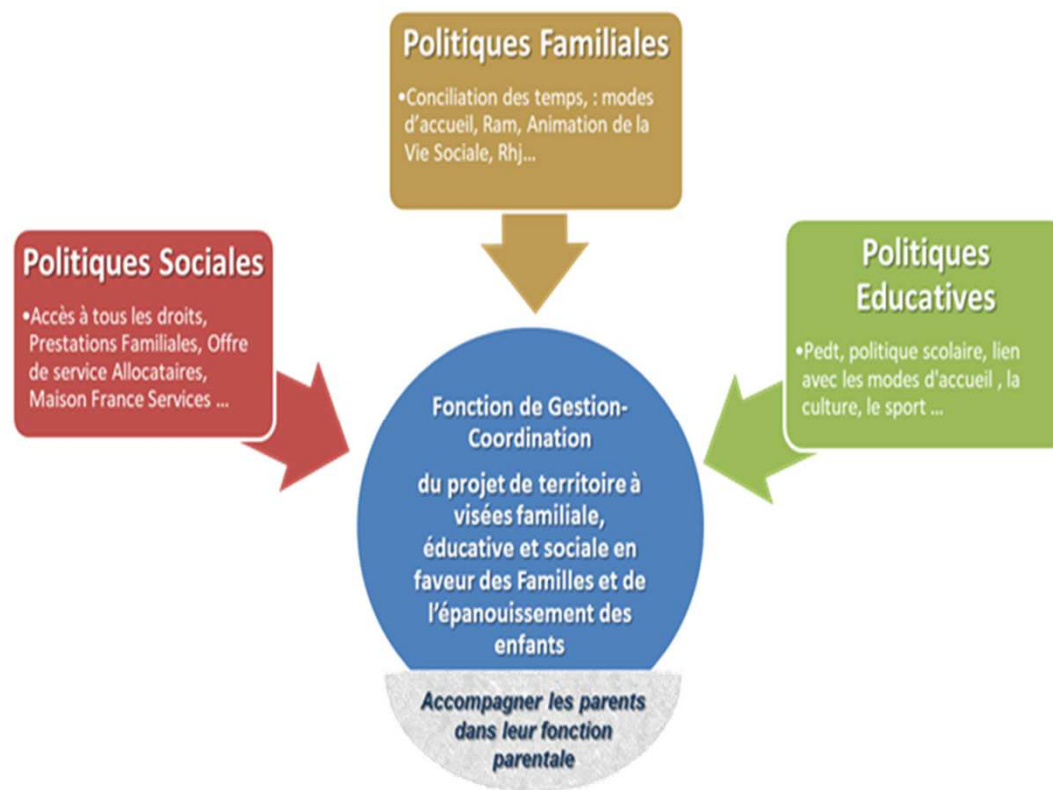 Politiques Familiales
•Conciliation des temps, : modes
d'accueil, Ram, Animation de la
Vie Sociale, Rhj...
Politiques Sociales
•Accès à tous les droits,
Prestations Familiales, Offre
de service Allocataires,
Maison France Services ...
Politiques
Educatives
•Pedt, politique scolaire, lien
avec les modes d'accueil , la
culture, le sport ...
Fonction de Gestion-
Coordination
du projet de territoire à
visées familiale,
éducative et sociale en
faveur des Familles et de
l'épanouissement des
enfants
Accompagner les parents
dans leur fonction
parentale